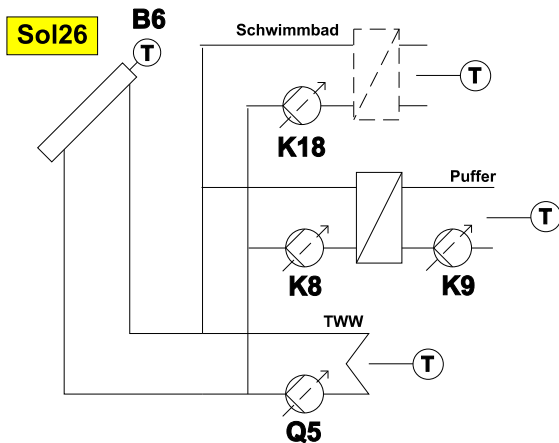 Sol26
B6
T
Schwimmbad
T
K18
Puffer
T
K8
K9
TWW
T
Q5